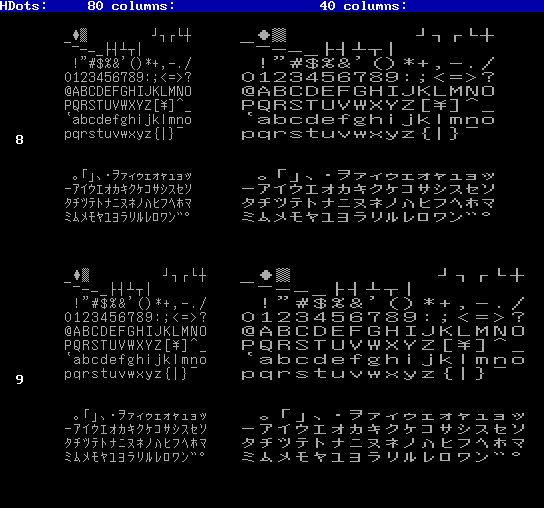 HDots: 80 columns: 40 columns:
_◆▒ ┘┐┌└┼ _◆▒ ┘┐┌└┼
⎺⎻─⎼⎽├┤┴┬│ ⎺⎻─⎼⎽├┤┴┬│
!"#$%&'()*+,-./ !"#$%&'()*+,-./
0123456789:;<=>? 0123456789:;<=>?
@ABCDEFGHIJKLMNO @ABCDEFGHIJKLMNO
PQRSTUVWXYZ[¥]^_ PQRSTUVWXYZ[¥]^_
`abcdefghijklmno `abcdefghijklmno
pqrstuvwxyz{|}‾ pqrstuvwxyz{|}‾
8
。「」、・ヲァィゥェォャュョッ 。「」、・ヲァィゥェォャュョッ
ーアイウエオカキクケコサシスセソ ーアイウエオカキクケコサシスセソ
タチツテトナニヌネノハヒフヘホマ タチツテトナニヌネノハヒフヘホマ
ミムメモヤユヨラリルレロワン゛゜ ミムメモヤユヨラリルレロワン゛゜
_◆▒ ┘┐┌└┼ _◆▒ ┘┐┌└┼
⎺⎻─⎼⎽├┤┴┬│ ⎺⎻─⎼⎽├┤┴┬│
!"#$%&'()*+,-./ !"#$%&'()*+,-./
0123456789:;<=>? 0123456789:;<=>?
@ABCDEFGHIJKLMNO @ABCDEFGHIJKLMNO
PQRSTUVWXYZ[¥]^_ PQRSTUVWXYZ[¥]^_
`abcdefghijklmno `abcdefghijklmno
pqrstuvwxyz{|}‾ pqrstuvwxyz{|}‾
9
。「」、・ヲァィゥェォャュョッ 。「」、・ヲァィゥェォャュョッ
ーアイウエオカキクケコサシスセソ ーアイウエオカキクケコサシスセソ
タチツテトナニヌネノハヒフヘホマ タチツテトナニヌネノハヒフヘホマ
ミムメモヤユヨラリルレロワン゛゜ ミムメモヤユヨラリルレロワン゛゜